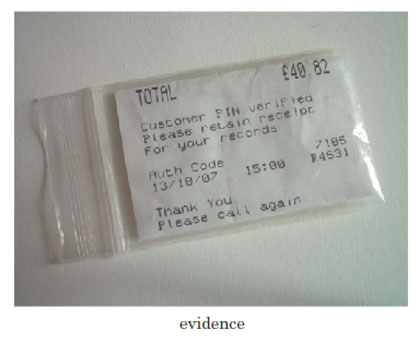 TOTAL £40.82
Customer PIN verified
Please retain receipt
for your records
Auth Code 7105
13/10/07 15:00 R4531
Thank You
Please call again
evidence